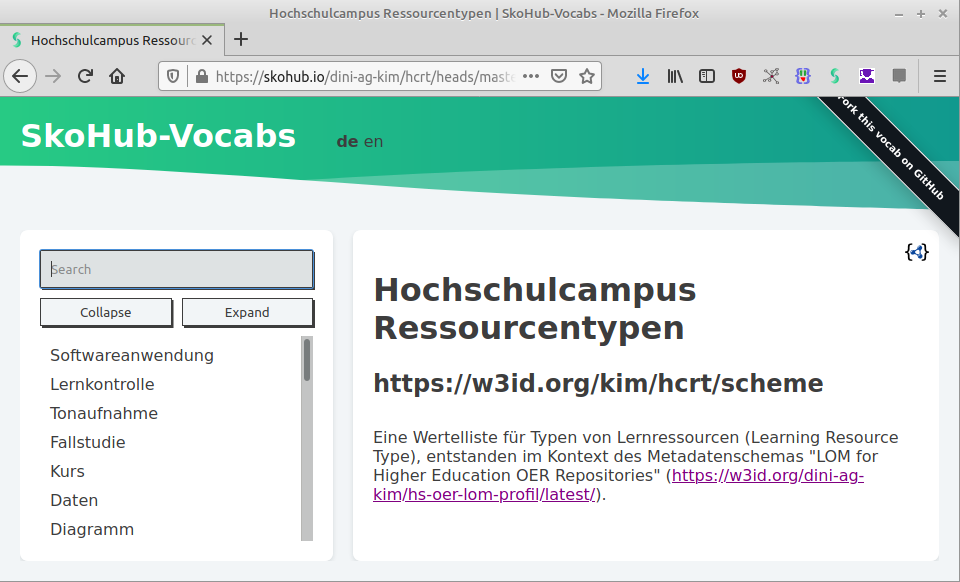 Hochschulcampus Ressourcentypen | SkoHub-Vocabs - Mozilla Firefox
Hochschulcampus Ressourc
https://skohub.io/dini-ag-kim/hcrt/heads/maste
SkoHub-Vocabs
de en
Fork this vocab on GitHub
Search
Collapse
Expand
Softwareanwendung
Lernkontrolle
Tonaufnahme
Fallstudie
Kurs
Daten
Diagramm
Hochschulcampus
Ressourcentypen
https://w3id.org/kim/hcrt/scheme
Eine Wertelliste für Typen von Lernressourcen (Learning Resource
Type), entstanden im Kontext des Metadatenschemas "LOM for
Higher Education OER Repositories" (https://w3id.org/dini-ag-
kim/hs-oer-lom-profil/latest/).